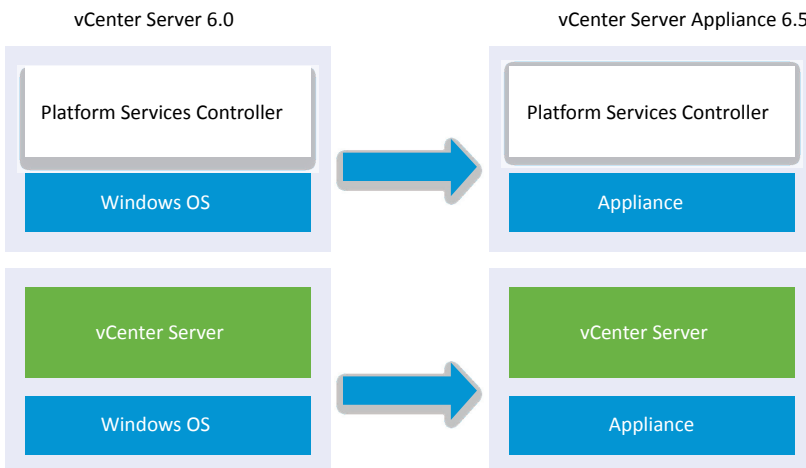 vCenter Server 6.0
vCenter Server Appliance 6.5
Platform Services Controller
Platform Services Controller
Windows OS
Appliance
vCenter Server
vCenter Server
Windows OS
Appliance